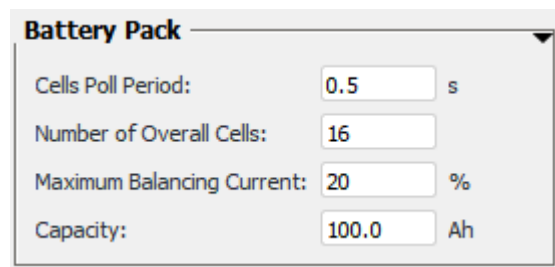 Battery Pack
Cells Poll Period: 0.5 s
Number of Overall Cells: 16
Maximum Balancing Current: 20 %
Capacity: 100.0 Ah